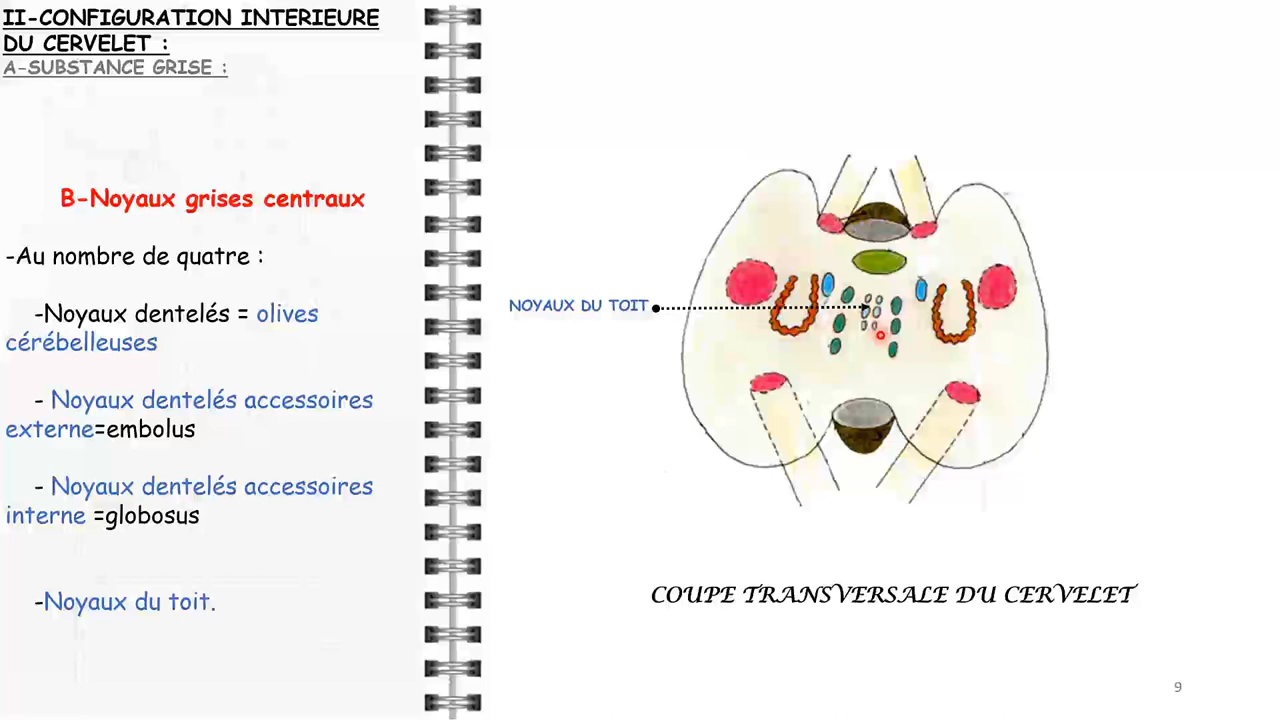 II-CONFIGURATION INTERIEURE
DU CERVELET :
A-SUBSTANCE GRISE :
B-Noyaux grises centraux
-Au nombre de quatre :
-Noyaux dentelés = olives
cérébelleuses
- Noyaux dentelés accessoires
externe=embolus
- Noyaux dentelés accessoires
interne =globosus
-Noyaux du toit.
NOYAUX DU TOIT
COUPE TRANSVERSALE DU CERVELET
9